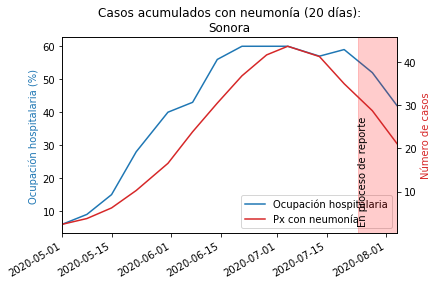 Casos acumulados con neumonía (20 días):
Sonora
Ocupación hospitalaria (%)
60
50
40
30
20
10
40
30
20
10
Número de casos
En proceso de reporte
Ocupación hospitalaria
Px con neumonía
2020-05-01
2020-05-15
2020-06-01
2020-06-15
2020-07-01
2020-07-15
2020-08-01